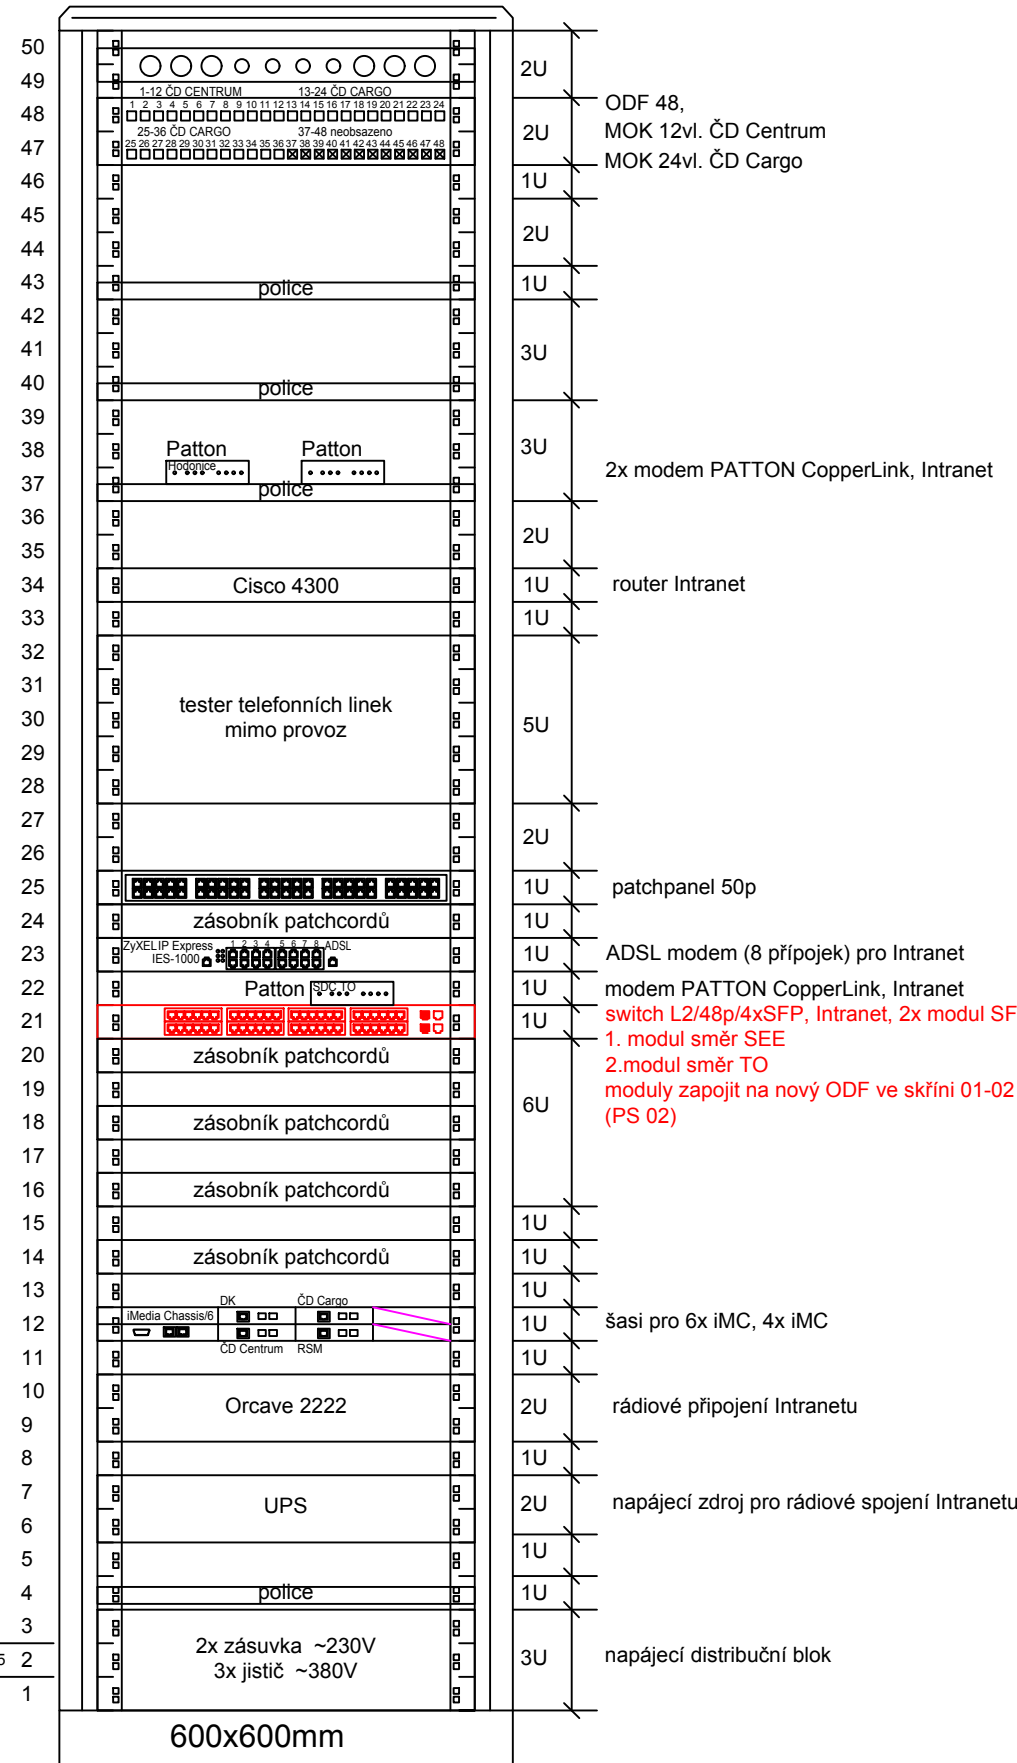 50
2U
49
1-12 ČD CENTRUM 13-24 ČD CARGO
1 2 3 4 5 6 7 8 9 10 11 12 13 14 15 16 17 18 19 20 21 22 23 24
48
ODF 48,
25-36 ČD CARGO 37-48 neobsazeno
2U
MOK 12vl. ČD Centrum
25 26 27 28 29 30 31 32 33 34 35 36 37 38 39 40 41 42 43 44 45 46 47 48
47
MOK 24vl. ČD Cargo
46
1U
45
2U
44
43
1U
police
42
41
3U
40
police
39
38
Patton Patton
3U
Hodonice
2x modem PATTON CopperLink, Intranet
37
police
36
2U
35
34
Cisco 4300
1U
router Intranet
33
1U
32
31
tester telefonních linek
30
mimo provoz
5U
29
28
27
2U
26
25
1U
patchpanel 50p
24
zásobník patchcordů
1U
23
ZyXEL IP Express
IES-1000
1 2 3 4 5 6 7 8 ADSL
1U
ADSL modem (8 přípojek) pro Intranet
22
Patton
SDC TO
1U
modem PATTON CopperLink, Intranet
21
1U
switch L2/48p/4xSFP, Intranet, 2x modul SF
1. modul směr SEE
20
zásobník patchcordů
2.modul směr TO
19
6U
moduly zapojit na nový ODF ve skříni 01-02
(PS 02)
18
zásobník patchcordů
17
16
zásobník patchcordů
15
1U
14
zásobník patchcordů
1U
13
1U
DK ČD Cargo
12
iMedia Chassis/6
1U
šasi pro 6x iMC, 4x iMC
ČD Centrum RSM
11
1U
10
Orcave 2222
2U
rádiové připojení Intranetu
9
8
1U
7
UPS
2U
napájecí zdroj pro rádiové spojení Intranetu
6
5
1U
4
police
1U
3
2x zásuvka ~230V
5 2
3x jistič ~380V
3U
napájecí distribuční blok
1
600x600mm